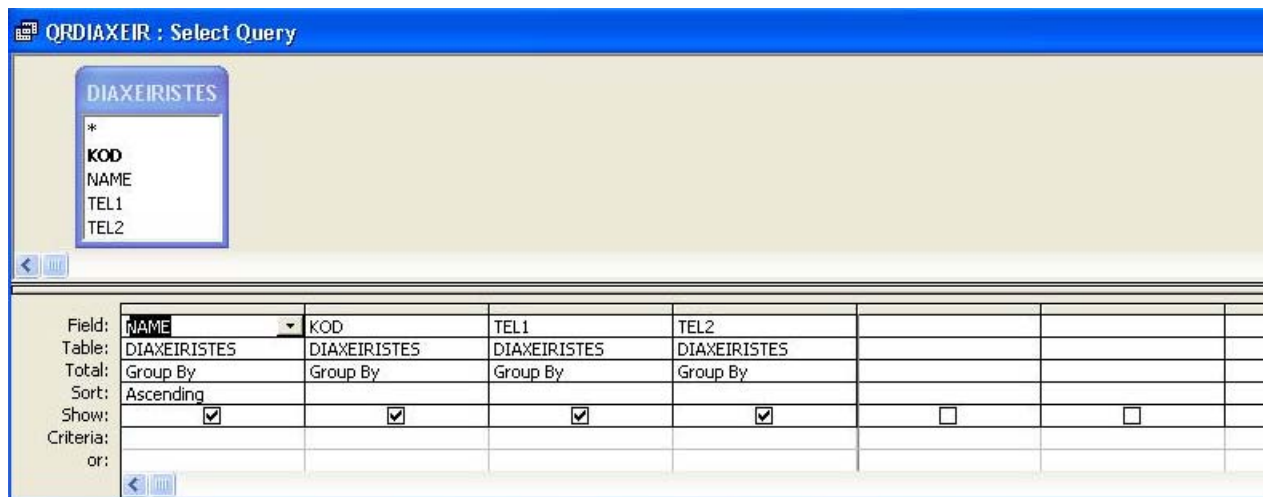 QRDIAXEIR : Select Query
DIAXEIRISTES
*
KOD
NAME
TEL1
TEL2
Field: NAME KOD TEL1 TEL2
Table: DIAXEIRISTES DIAXEIRISTES DIAXEIRISTES DIAXEIRISTES
Total: Group By Group By Group By Group By
Sort: Ascending
Show:
Criteria:
or: